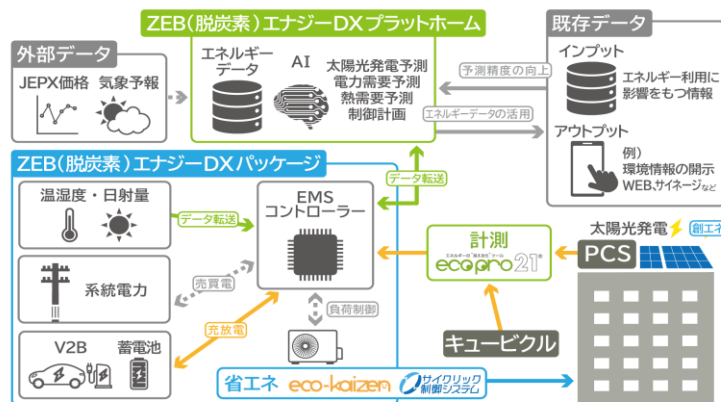 ZEB(脱炭素)エナジーDXプラットホーム
外部データ
JEPX価格
気象予報
エネルギー
データ
AI
太陽光発電予測
電力需要予測
熱需要予測
制御計画
既存データ
インプット
エネルギー利用に
影響をもつ情報
アウトプット
例)
環境情報の開示
WEB、サイネージなど
予測精度の向上
エネルギーデータの活用
データ転送
ZEB(脱炭素)エナジーDXパッケージ
温湿度・日射量
データ転送
EMS
コントローラー
系統電力
売買電
V2B
蓄電池
充放電
負荷制御
計測
ecopro21
キュービクル
太陽光発電
創エネ
PCS
省エネ
eco-kaizen
サイクリック
制御システム